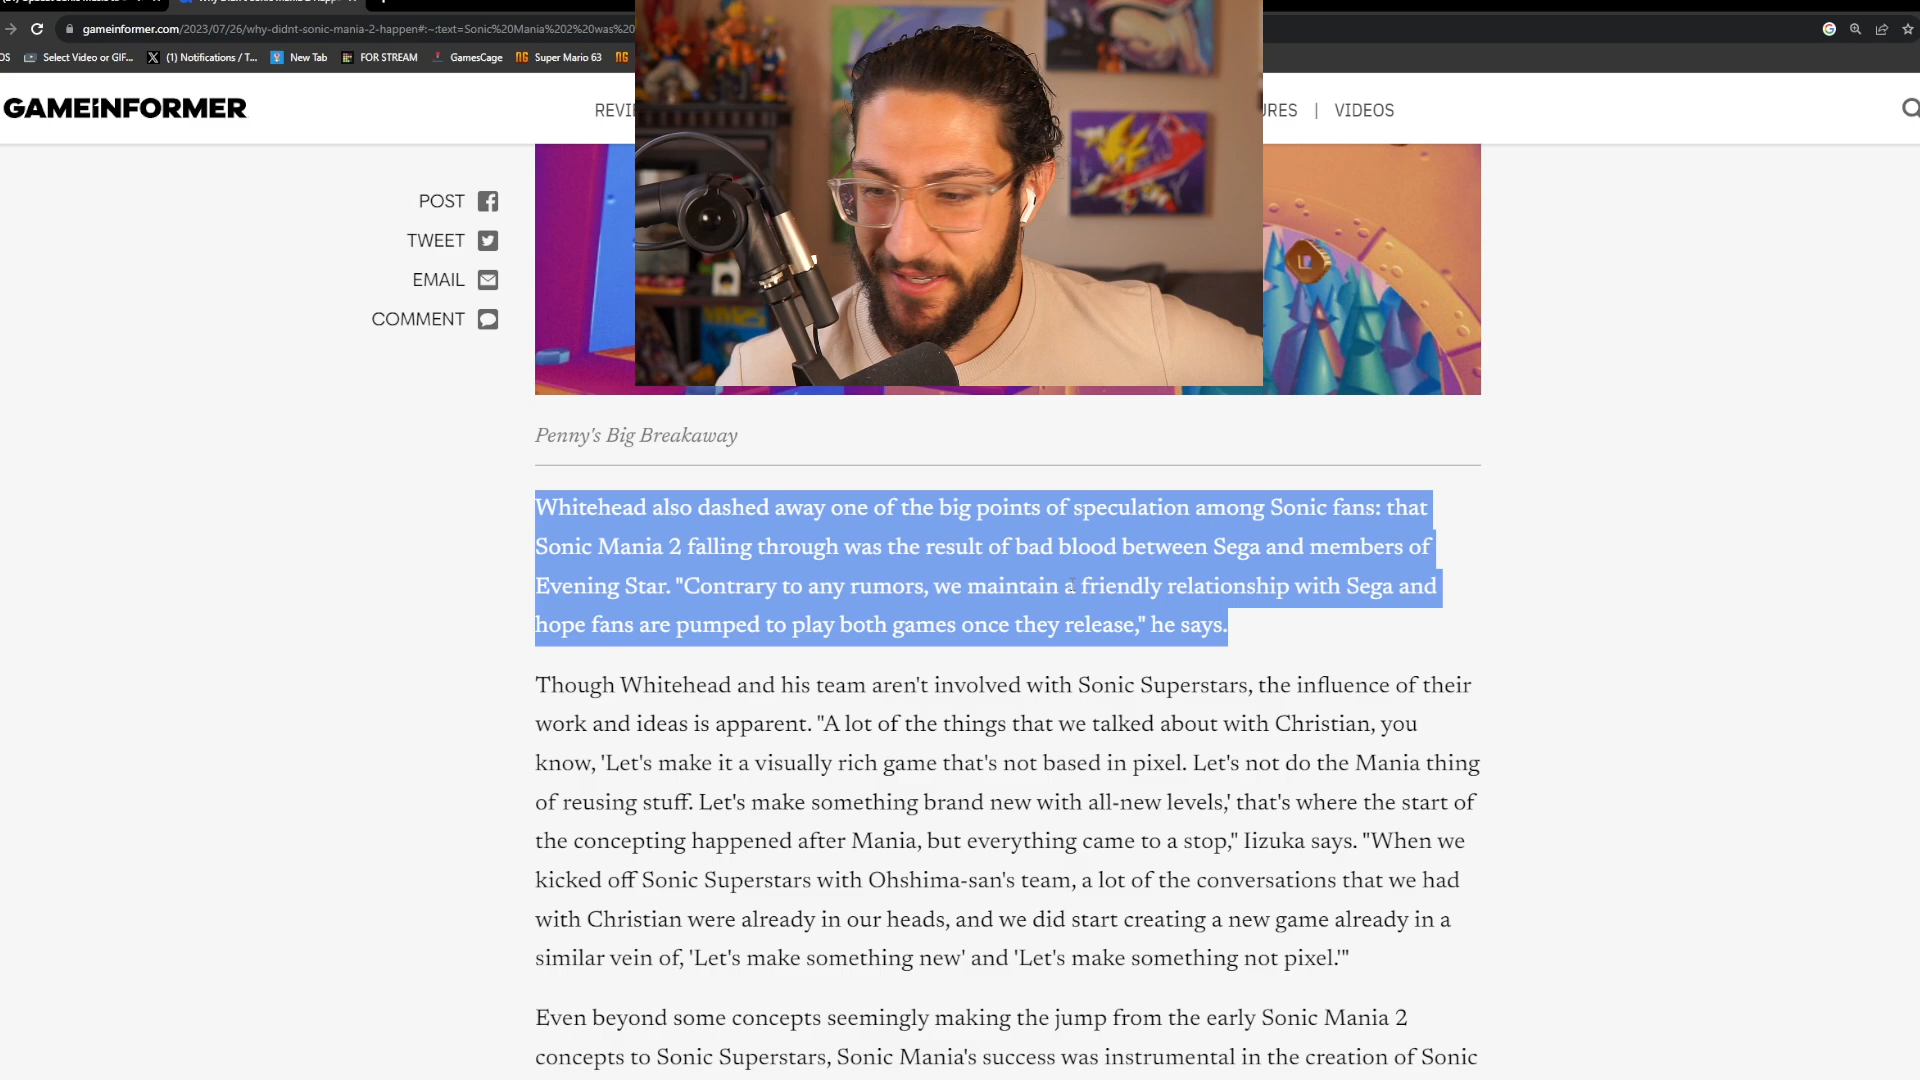 gameinformer.com/2023/07/26/why-didnt-sonic-mania-2-happen#:~:text=Sonic%20Mania%202%20was%20
Select Video or GIF... (1) Notifications / T... New Tab FOR STREAM GamesCage Super Mario 63
GAMEINFORMER
VIDEOS
POST
TWEET
EMAIL
COMMENT
Penny's Big Breakaway
Whitehead also dashed away one of the big points of speculation among Sonic fans: that
Sonic Mania 2 falling through was the result of bad blood between Sega and members of
Evening Star. "Contrary to any rumors, we maintain a friendly relationship with Sega and
hope fans are pumped to play both games once they release," he says.
Though Whitehead and his team aren't involved with Sonic Superstars, the influence of their
work and ideas is apparent. "A lot of the things that we talked about with Christian, you
know, 'Let's make it a visually rich game that's not based in pixel. Let's not do the Mania thing
of reusing stuff. Let's make something brand new with all-new levels,' that's where the start of
the concepting happened after Mania, but everything came to a stop," Iizuka says. "When we
kicked off Sonic Superstars with Ohshima-san's team, a lot of the conversations that we had
with Christian were already in our heads, and we did start creating a new game already in a
similar vein of, 'Let's make something new' and 'Let's make something not pixel.'"
Even beyond some concepts seemingly making the jump from the early Sonic Mania 2
concepts to Sonic Superstars, Sonic Mania's success was instrumental in the creation of Sonic